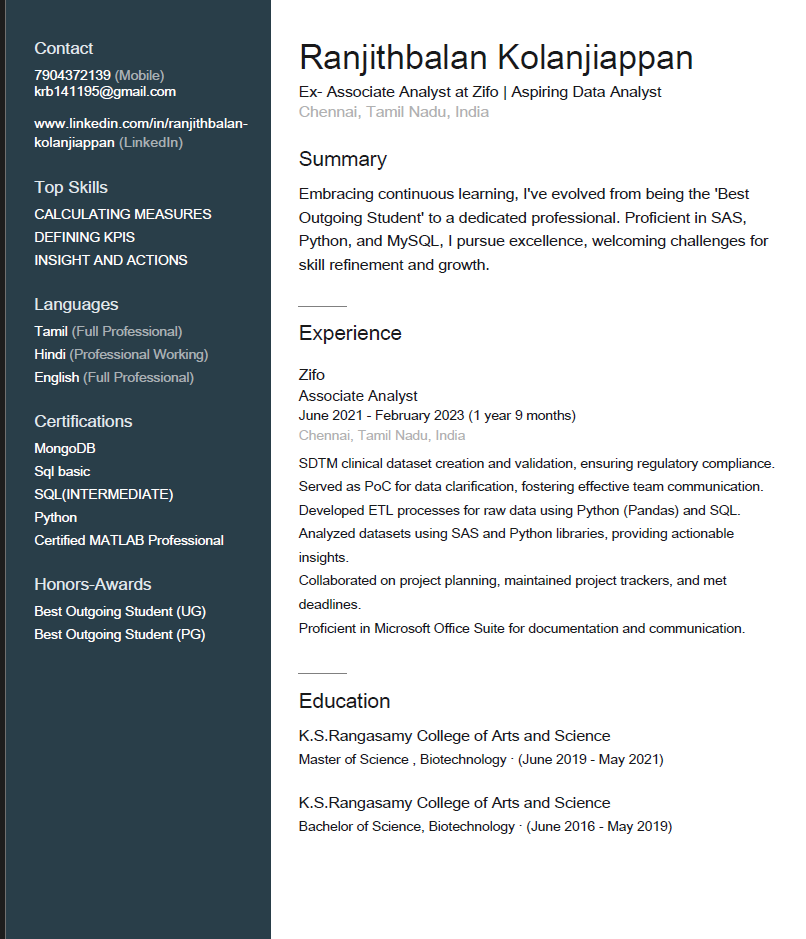 Contact
7904372139 (Mobile)
krb141195@gmail.com
www.linkedin.com/in/ranjithbalan-
kolanjiappan (LinkedIn)
Top Skills
CALCULATING MEASURES
DEFINING KPIS
INSIGHT AND ACTIONS
Languages
Tamil (Full Professional)
Hindi (Professional Working)
English (Full Professional)
Certifications
MongoDB
Sql basic
SQL(INTERMEDIATE)
Python
Certified MATLAB Professional
Honors-Awards
Best Outgoing Student (UG)
Best Outgoing Student (PG)
Ranjithbalan Kolanjiappan
Ex- Associate Analyst at Zifo | Aspiring Data Analyst
Chennai, Tamil Nadu, India
Summary
Embracing continuous learning, I've evolved from being the 'Best
Outgoing Student' to a dedicated professional. Proficient in SAS,
Python, and MySQL, I pursue excellence, welcoming challenges for
skill refinement and growth.
Experience
Zifo
Associate Analyst
June 2021 - February 2023 (1 year 9 months)
Chennai, Tamil Nadu, India
SDTM clinical dataset creation and validation, ensuring regulatory compliance.
Served as PoC for data clarification, fostering effective team communication.
Developed ETL processes for raw data using Python (Pandas) and SQL.
Analyzed datasets using SAS and Python libraries, providing actionable
insights.
Collaborated on project planning, maintained project trackers, and met
deadlines.
Proficient in Microsoft Office Suite for documentation and communication.
Education
K.S.Rangasamy College of Arts and Science
Master of Science , Biotechnology · (June 2019 - May 2021)
K.S.Rangasamy College of Arts and Science
Bachelor of Science, Biotechnology · (June 2016 - May 2019)